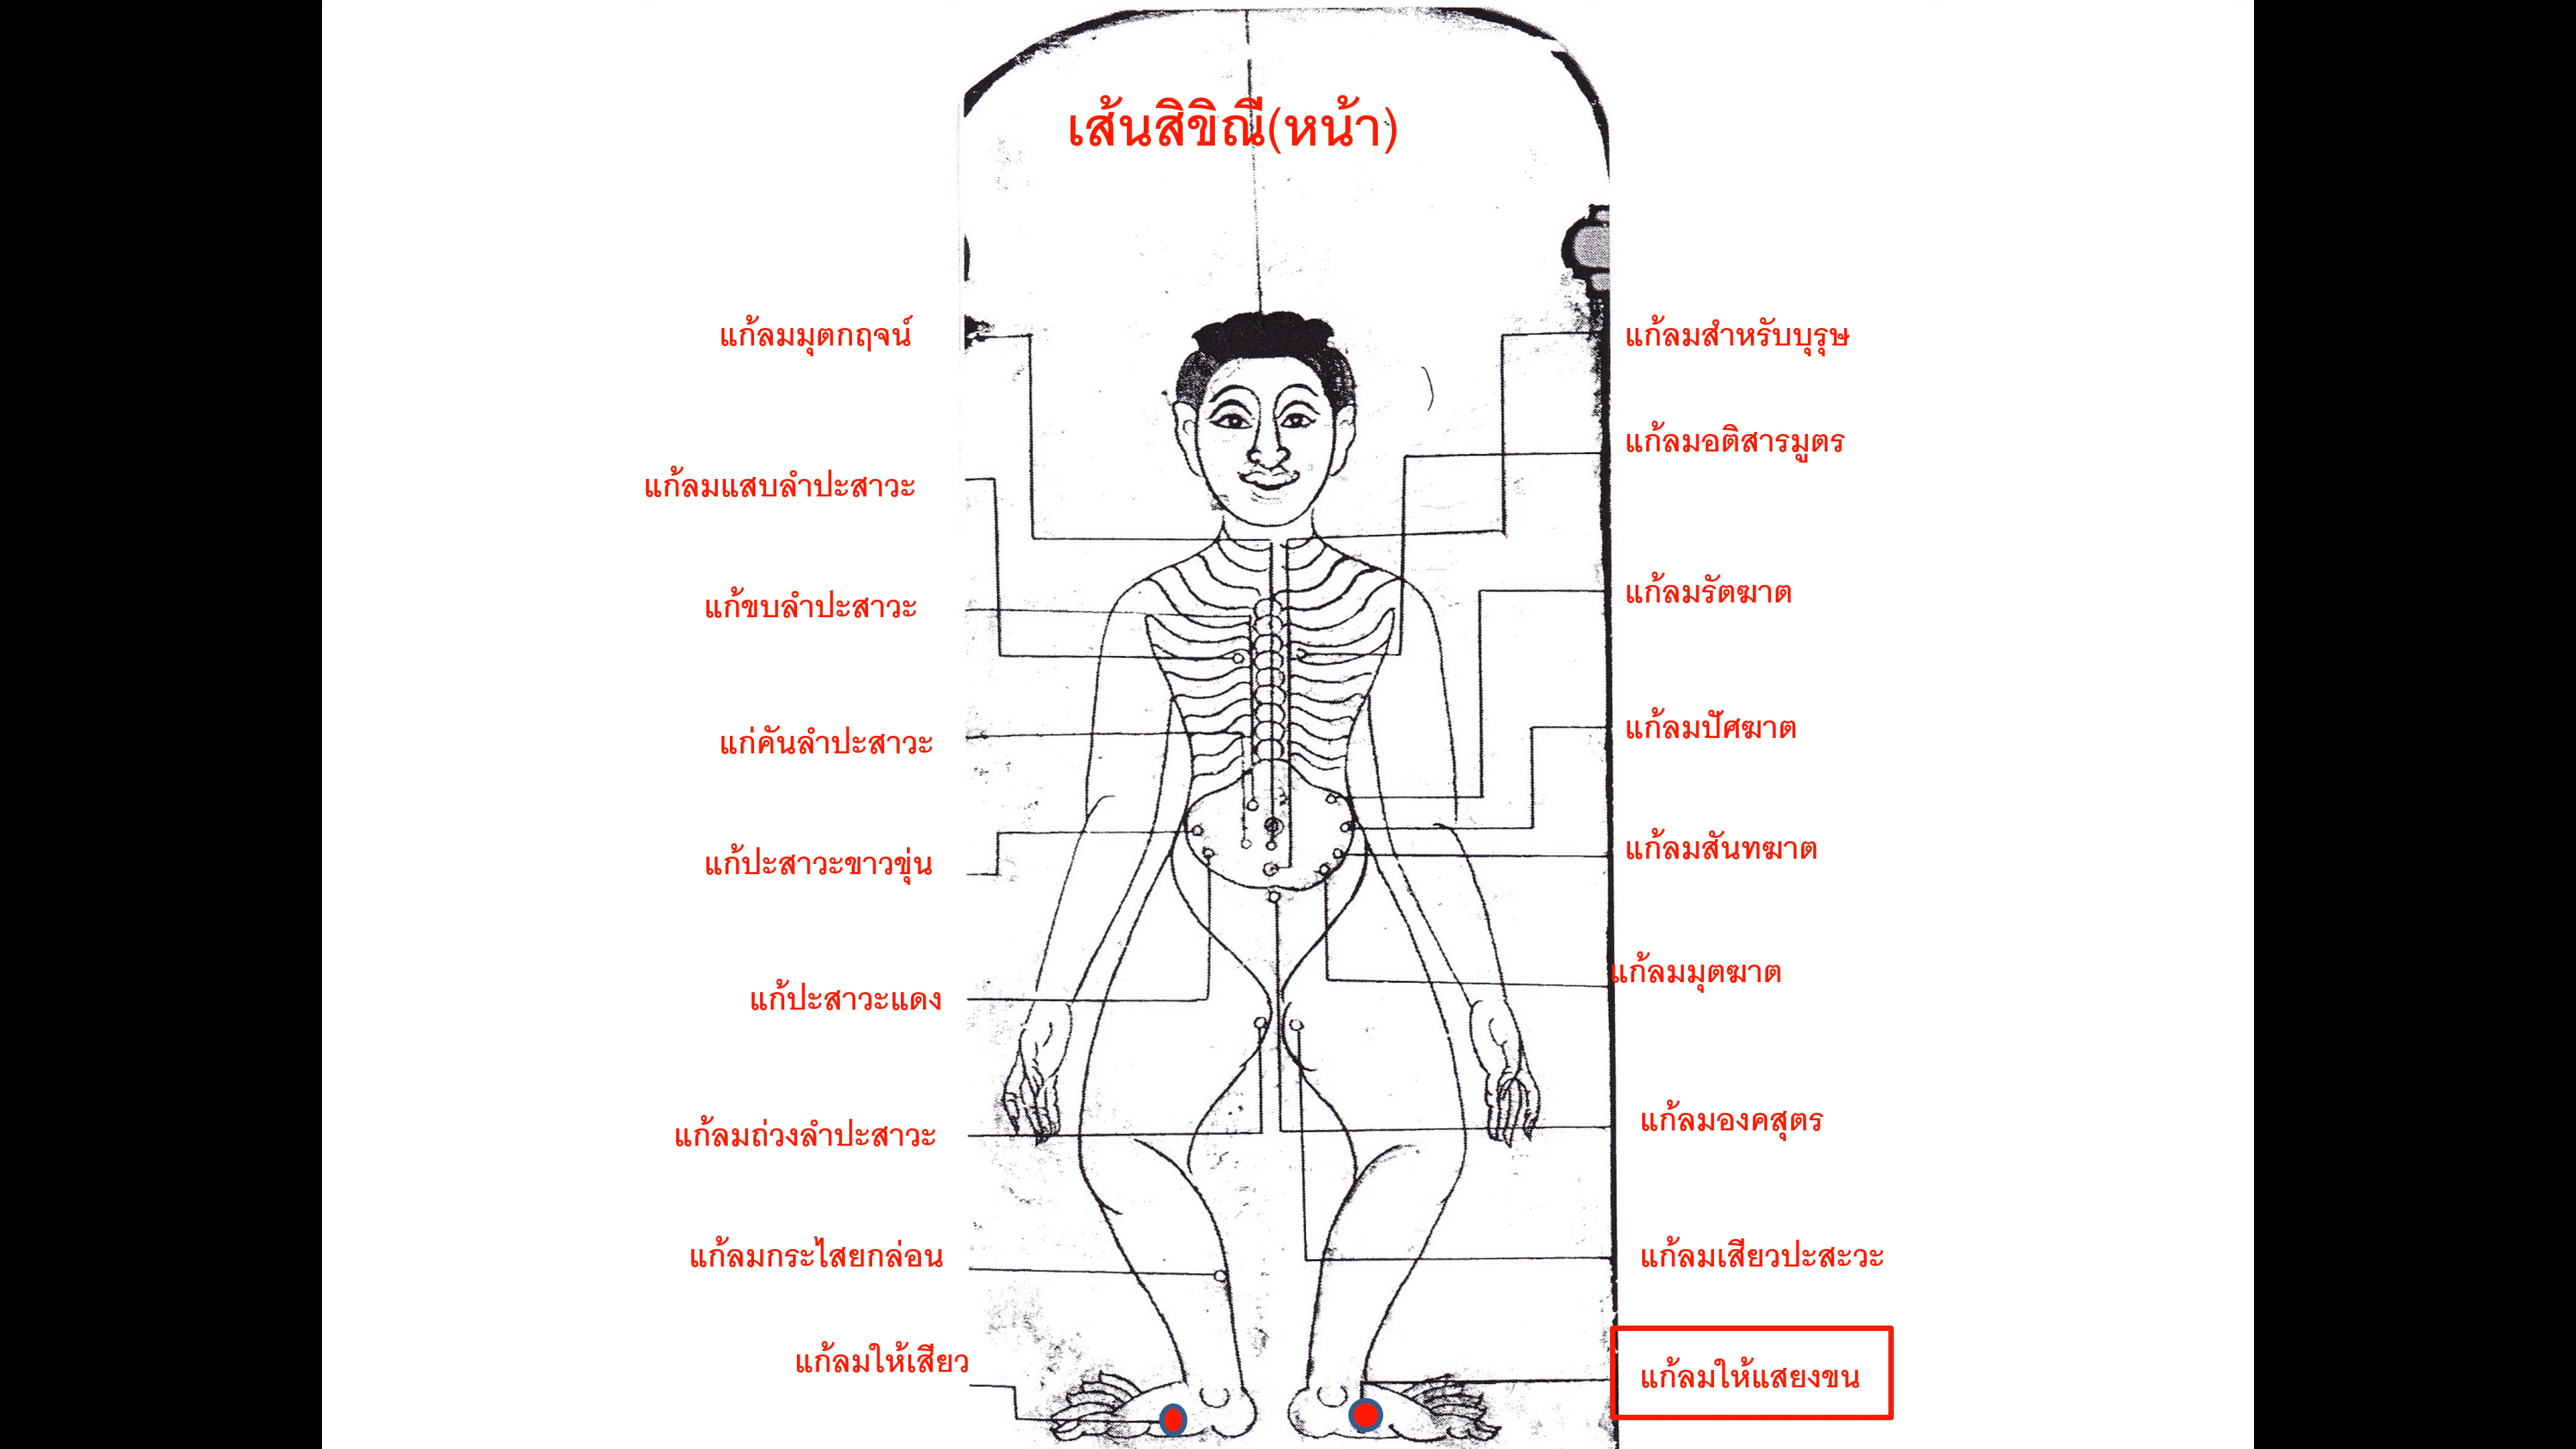 เส้นสิขิณี(หน้า)
แก้ลมมุตกฤจน์
แก้ลมแสบลำปะสาวะ
แก้ขบลำปะสาวะ
แก่คันลำปะสาวะ
แก้ปะสาวะขาวขุ่น
แก้ปะสาวะแดง
แก้ลมถ่วงลำปะสาวะ
แก้ลมกระไสยกล่อน
แก้ลมให้เสียว
แก้ลมสำหรับบุรุษ
แก้ลมอติสารมูตร
แก้ลมรัตฆาต
แก้ลมปัศฆาต
แก้ลมสันทฆาต
แก้ลมมุตฆาต
แก้ลมองคสุตร
แก้ลมเสียวปะสะวะ
แก้ลมให้แสยงขน